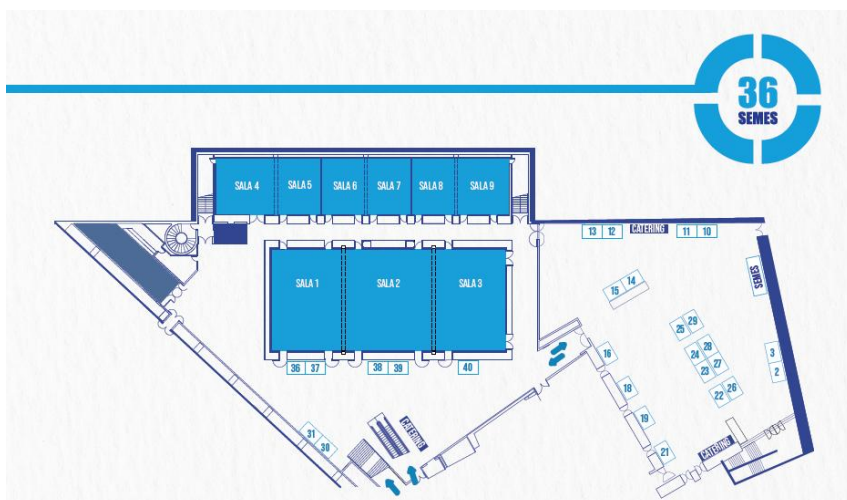 36
SEMES
SALA 4 SALA 5 SALA 6 SALA 7 SALA 8 SALA 9
13 12 CATERING 11 10
SEMES
SALA 1 SALA 2 SALA 3
15 14
25 29
24 28
23 27
22 26
3
2
16
18
19
21
36 37 38 39 40
31
30
CATERING
CATERING